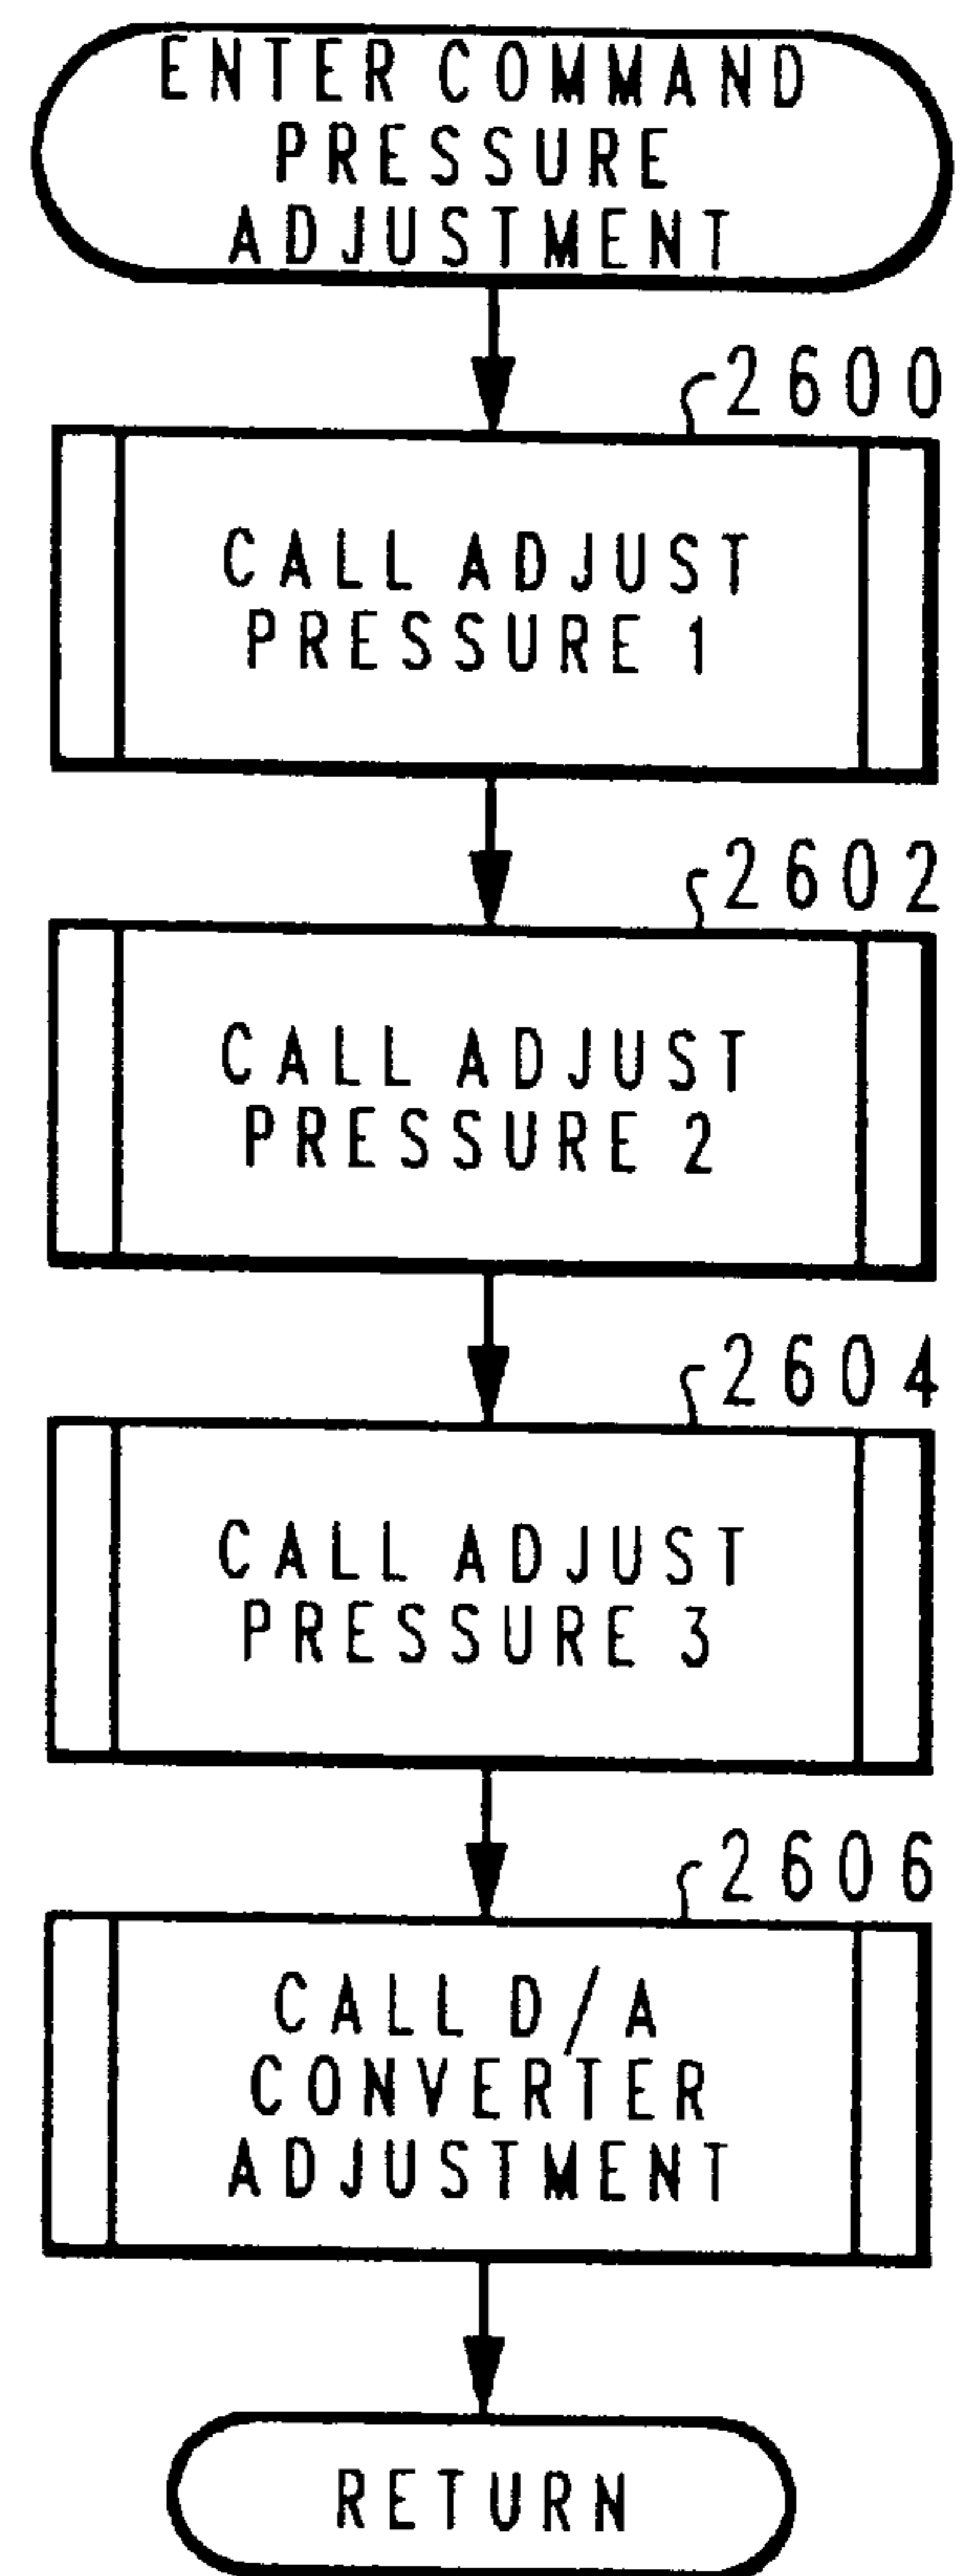 ENTER COMMAND
PRESSURE
ADJUSTMENT
2600
CALL ADJUST
PRESSURE 1
2602
CALL ADJUST
PRESSURE 2
2604
CALL ADJUST
PRESSURE 3
2606
CALL D/A
CONVERTER
ADJUSTMENT
RETURN